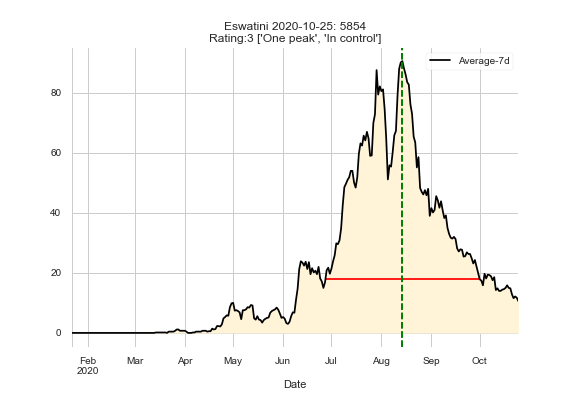 Eswatini 2020-10-25: 5854
Rating:3 ['One peak', 'In control']
Average-7d
80
60
40
20
0
Feb Mar Apr May Jun Jul Aug Sep Oct
2020
Date